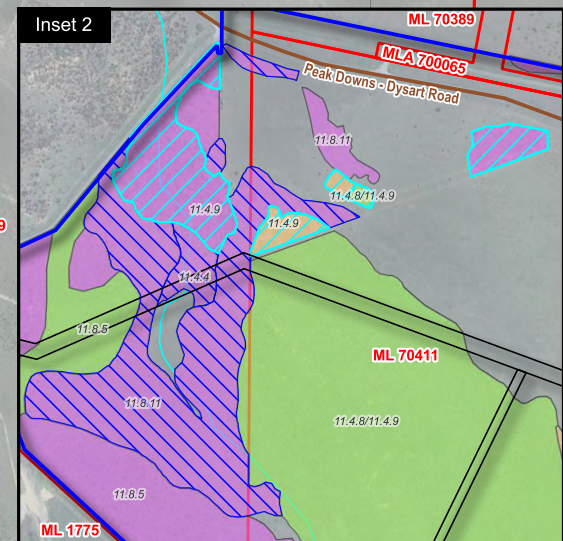 Inset 2
ML 70389
MLA 700065
Peak Downs - Dysart Road
11.8.11
11.4.8/11.4.9
11.4.9
11.4.9
9
11.4.4
11.8.5
ML 70411
11.8.11
11.4.8/11.4.9
11.8.5
ML 1775